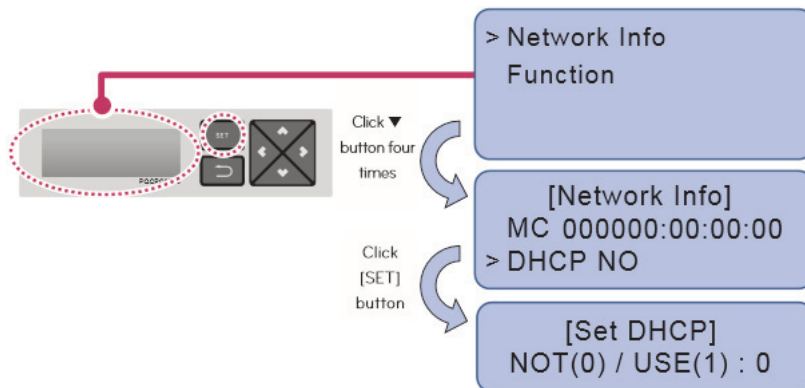 > Network Info
Function
SET
Click ▼
button four
times
[Network Info]
MC 000000:00:00:00
> DHCP NO
Click
[SET]
button
[Set DHCP]
NOT(0) / USE(1) : 0